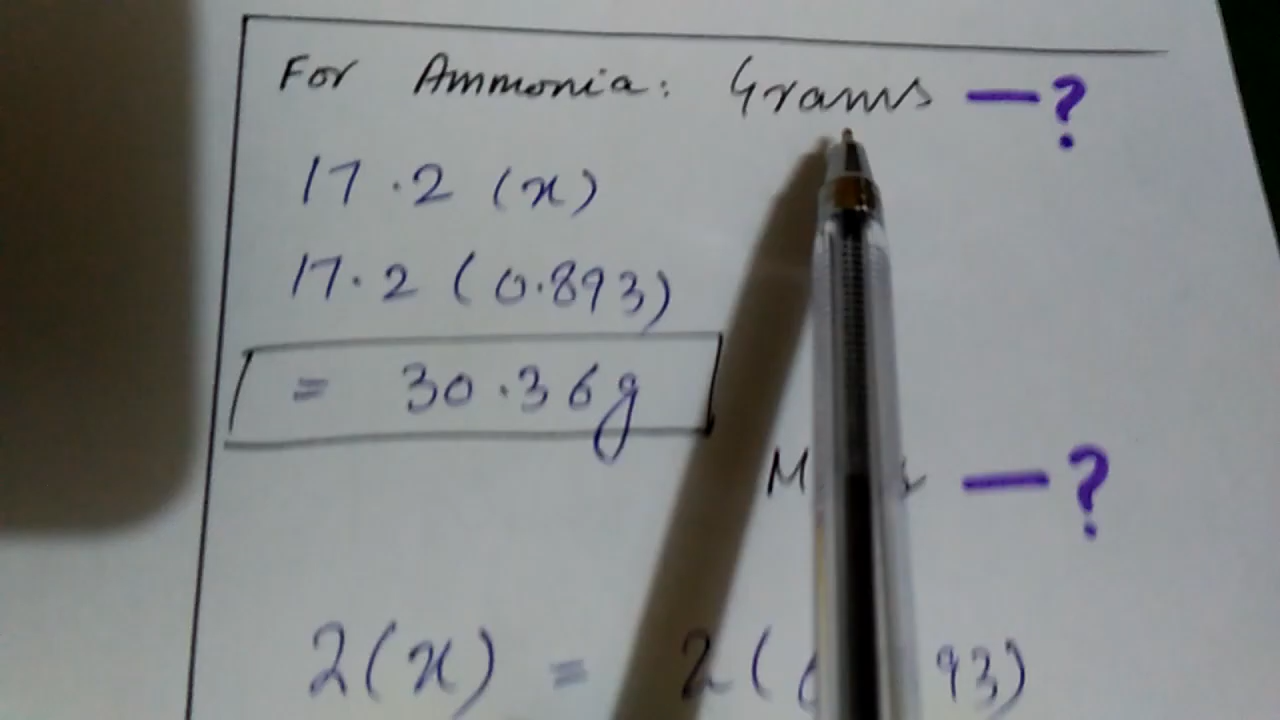 For Ammonia: Grams — ?
17.2 (x)
17.2 (0.893)
= 30.36g
— ?
2(x) = 2( 93)